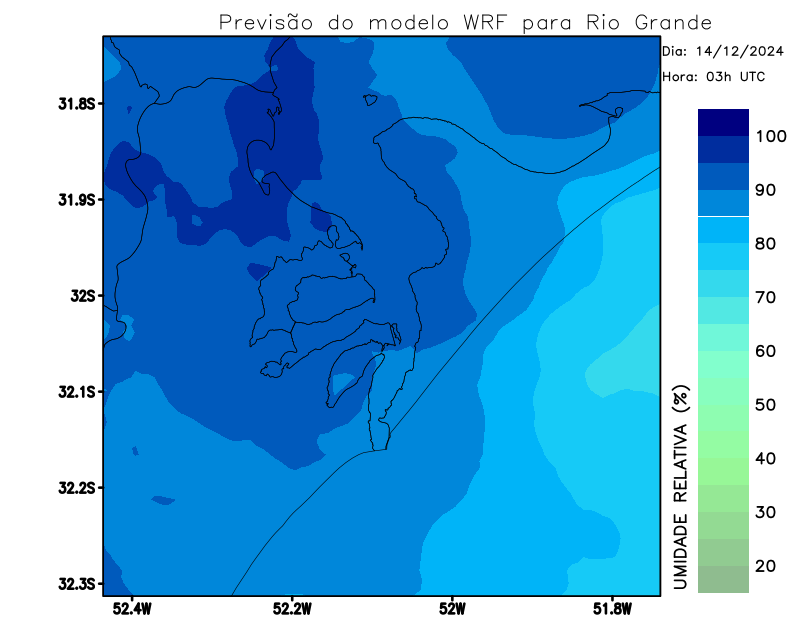 Previsão do modelo WRF para Rio Grande
Dia: 14/12/2024
Hora: 03h UTC
31.8S
31.9S
32S
32.1S
32.2S
32.3S
52.4W
52.2W
52W
51.8W
100
90
80
70
60
50
40
30
20
UMIDADE RELATIVA (%)